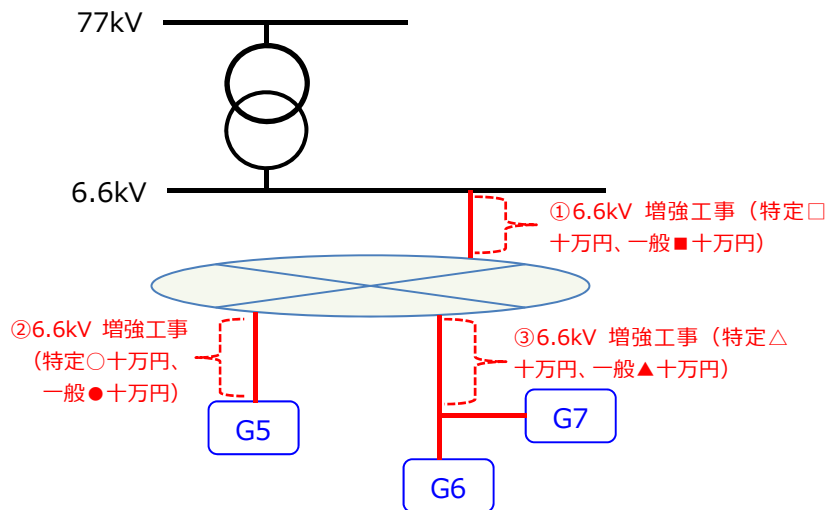 77kV
6.6kV
①6.6kV 増強工事（特定□
十万円、一般■十万円）
②6.6kV 増強工事
（特定○十万円、
一般●十万円）
③6.6kV 増強工事（特定△
十万円、一般▲十万円）
G5
G7
G6